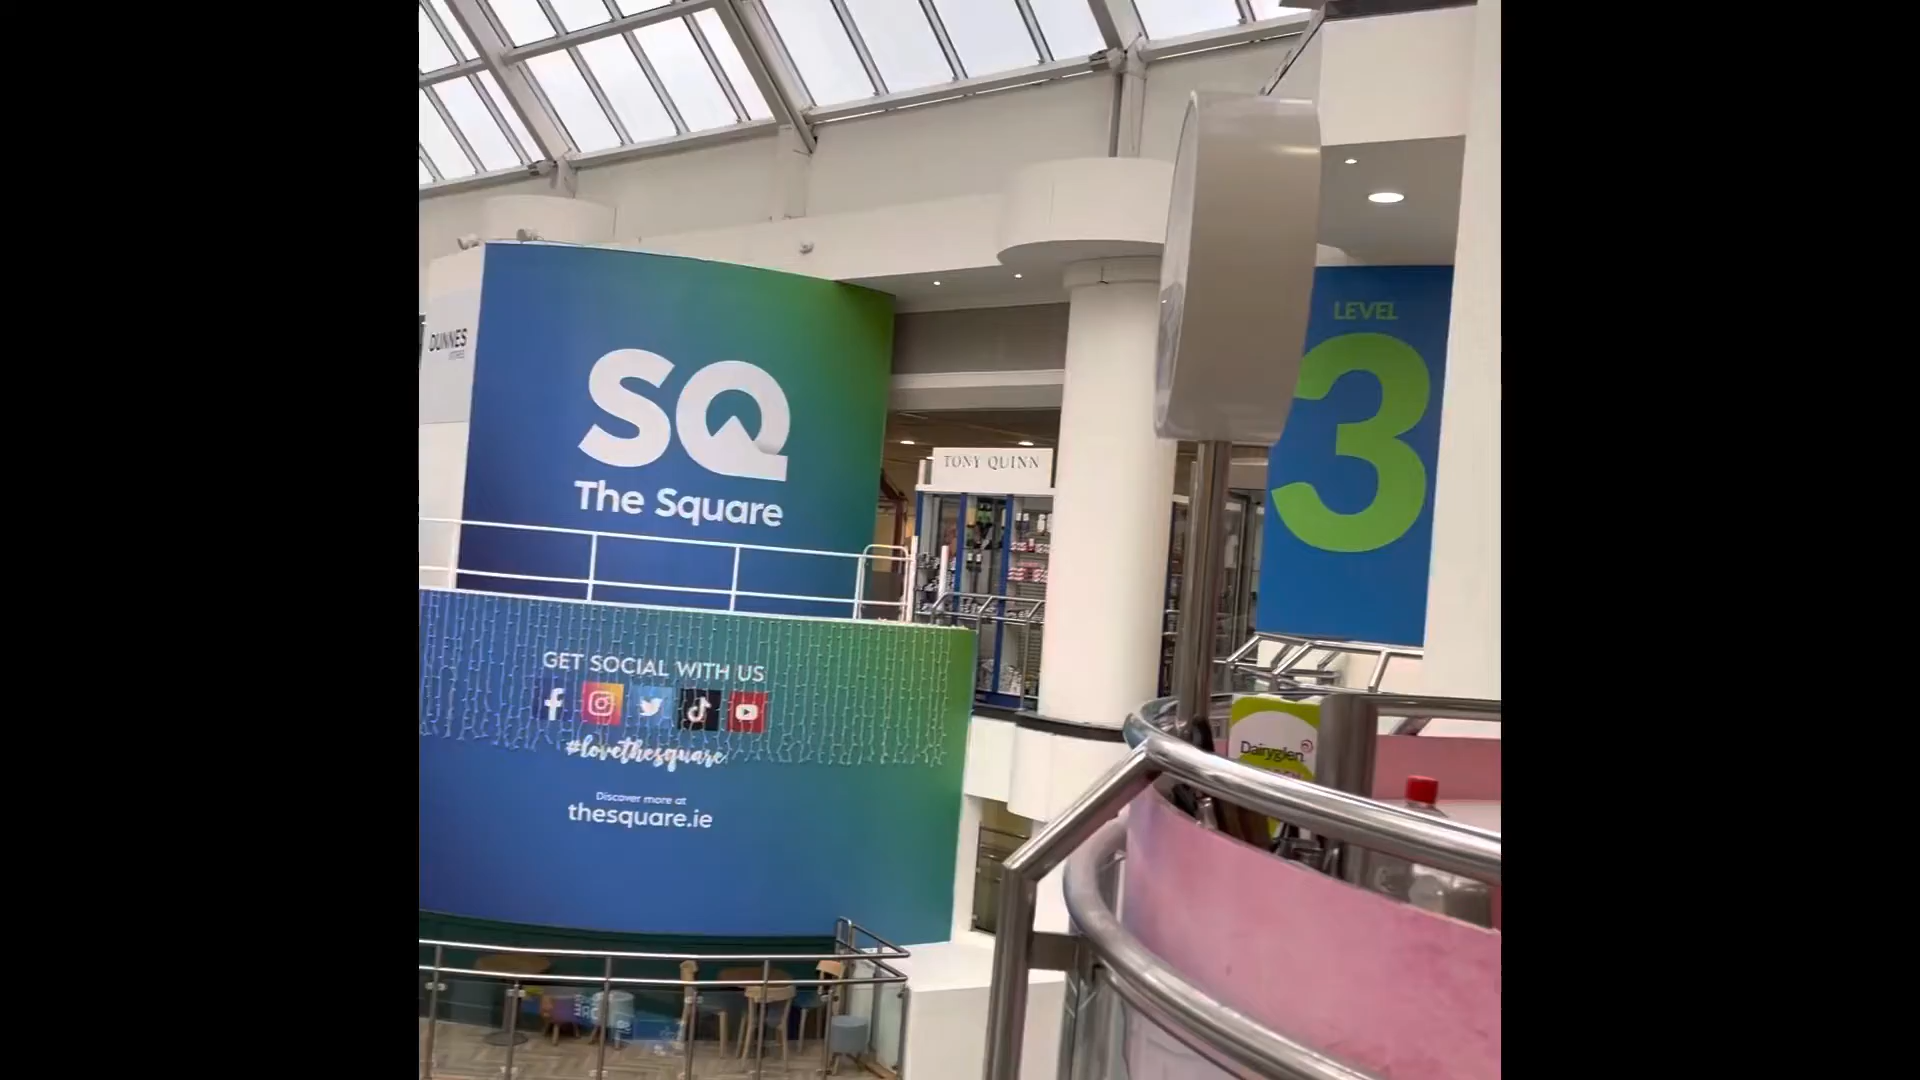 DUNNES
STORES
SQ
The Square
TONY QUINN
LEVEL
3
GET SOCIAL WITH US
#lovethesquare
Discover more at
thesquare.ie
Dairyglen